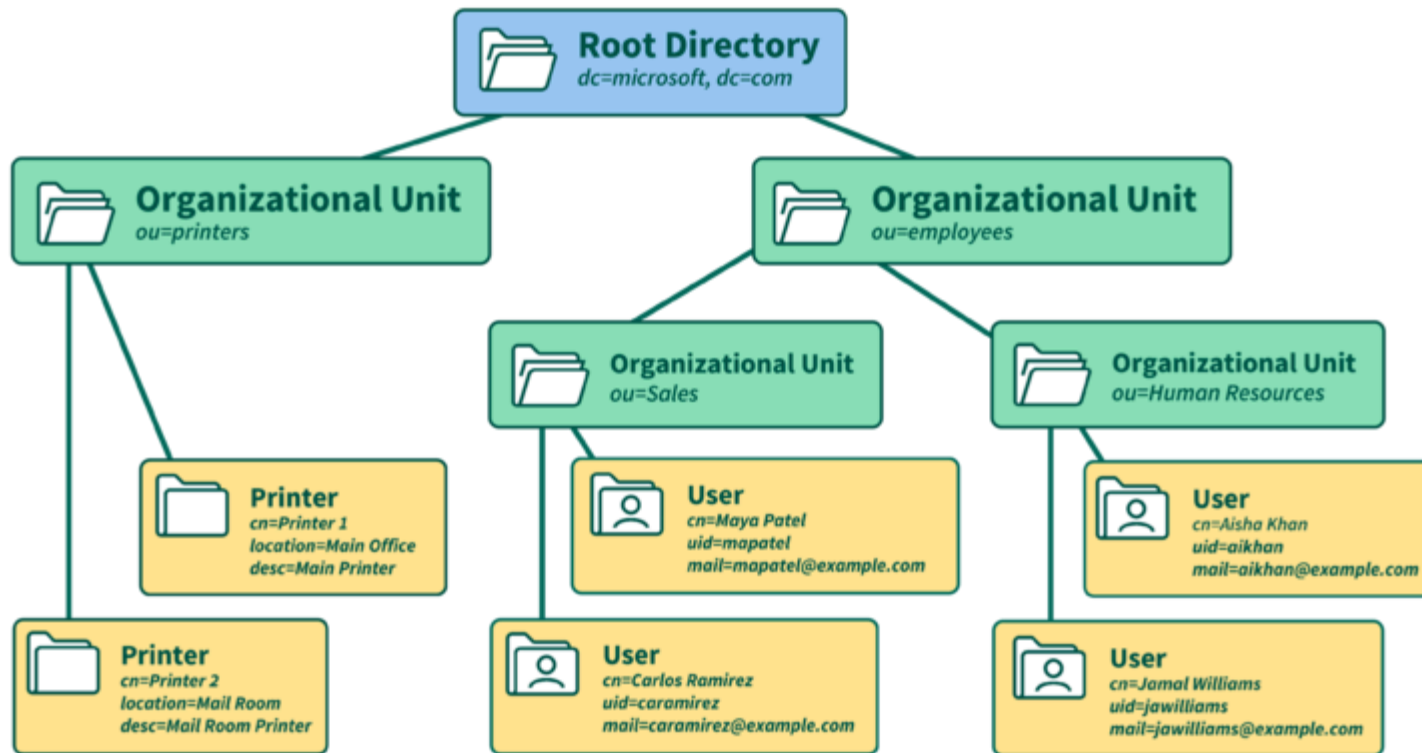 Root Directory
dc=microsoft, dc=com
Organizational Unit
ou=printers
Organizational Unit
ou=employees
Organizational Unit
ou=Sales
Organizational Unit
ou=Human Resources
Printer
cn=Printer 1
location=Main Office
desc=Main Printer
User
cn=Maya Patel
uid=mapatel
mail=mapatel@example.com
User
cn=Aisha Khan
uid=aikhan
mail=aikhan@example.com
Printer
cn=Printer 2
location=Mail Room
desc=Mail Room Printer
User
cn=Carlos Ramirez
uid=caramirez
mail=caramirez@example.com
User
cn=Jamal Williams
uid=jawilliams
mail=jawilliams@example.com